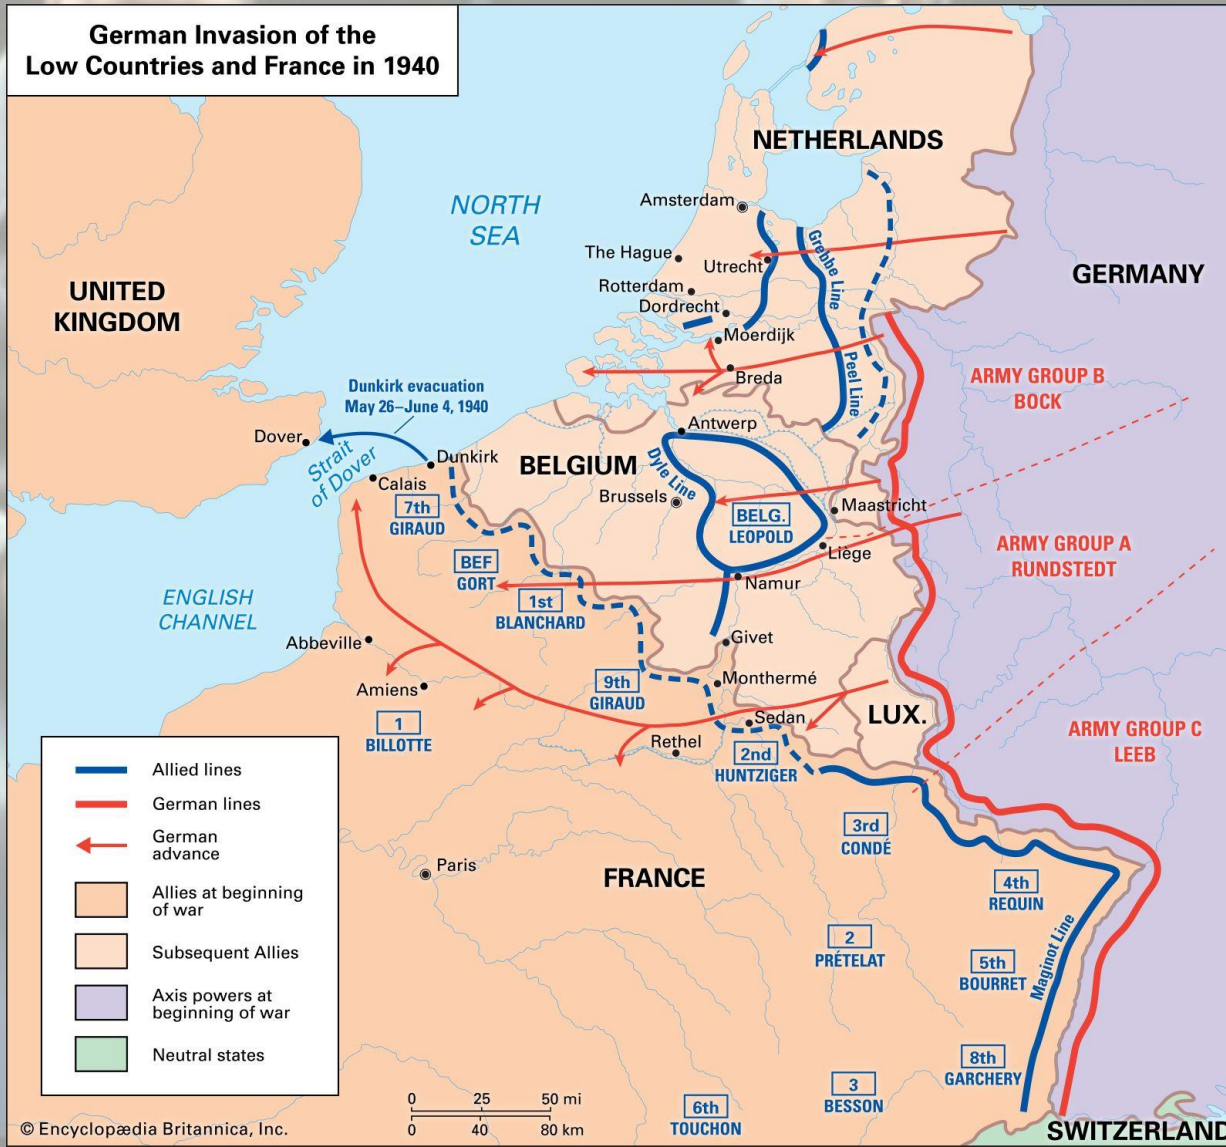 German Invasion of the
Low Countries and France in 1940
NETHERLANDS
NORTH
SEA
Amsterdam
The Hague
Utrecht
Grebbe Line
Rotterdam
Dordrecht
Moerdijk
Breda
Peel Line
GERMANY
UNITED
KINGDOM
ARMY GROUP B
BOCK
Dunkirk evacuation
May 26–June 4, 1940
Dover
Strait
of Dover
Dunkirk
Calais
7th
GIRAUD
BELGIUM
Antwerp
Dyle Line
Brussels
BELG.
LEOPOLD
Maastricht
Liège
ARMY GROUP A
RUNDSTEDT
BEF
GORT
1st
BLANCHARD
Namur
ENGLISH
CHANNEL
Abbeville
Givet
Monthermé
9th
GIRAUD
Amiens
1
BILLOTTE
Sedan
LUX.
Rethel
2nd
HUNTZIGER
ARMY GROUP C
LEEB
3rd
CONDÉ
Paris
FRANCE
4th
REQUIN
Maginot Line
2
PRÉTELAT
5th
BOURRET
8th
GARCHERY
3
BESSON
6th
TOUCHON
SWITZERLAND
Allied lines
German lines
German
advance
Allies at beginning
of war
Subsequent Allies
Axis powers at
beginning of war
Neutral states
0 25 50 mi
0 40 80 km
© Encyclopædia Britannica, Inc.